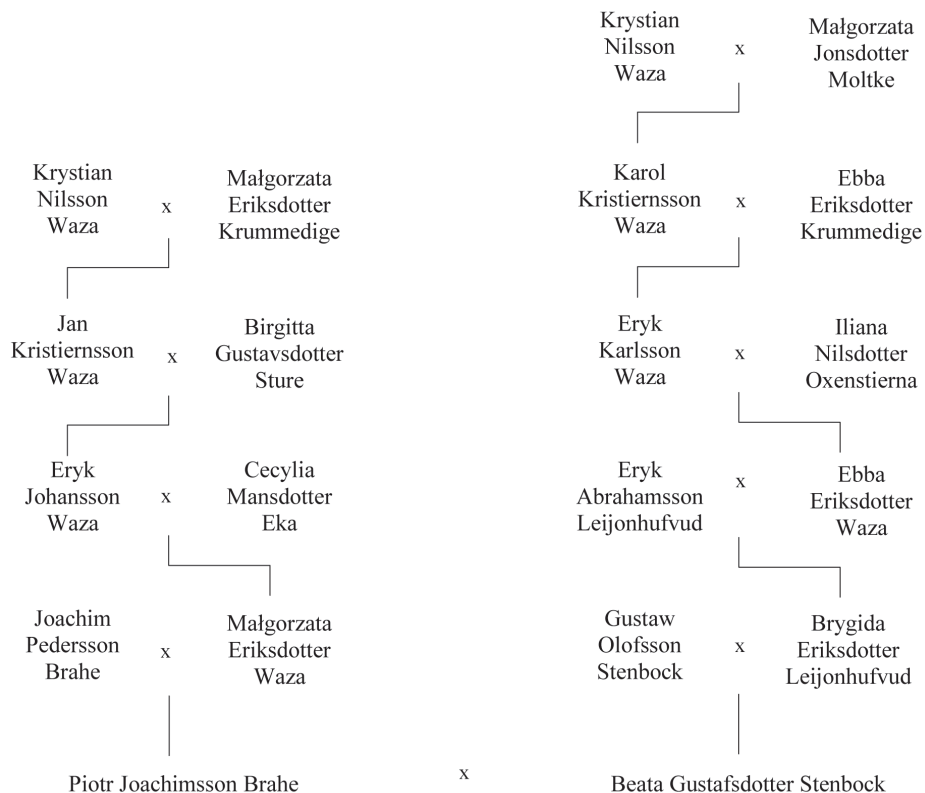 Krystian
Nilsson
Waza
x
Małgorzata
Jonsdotter
Moltke
Krystian
Nilsson
Waza
x
Małgorzata
Eriksdotter
Krummedige
Karol
Kristiernsson
Waza
x
Ebba
Eriksdotter
Krummedige
Jan
Kristiernsson
Waza
x
Birgitta
Gustavsdotter
Sture
Eryk
Karlsson
Waza
x
Iliana
Nilsdotter
Oxenstierna
Eryk
Johansson
Waza
x
Cecylia
Mansdotter
Eka
Eryk
Abrahamsson
Leijonhufvud
x
Ebba
Eriksdotter
Waza
Joachim
Pedersson
Brahe
x
Małgorzata
Eriksdotter
Waza
Gustaw
Olofsson
Stenbock
x
Brygida
Eriksdotter
Leijonhufvud
Piotr Joachimsson Brahe
x
Beata Gustafsdotter Stenbock